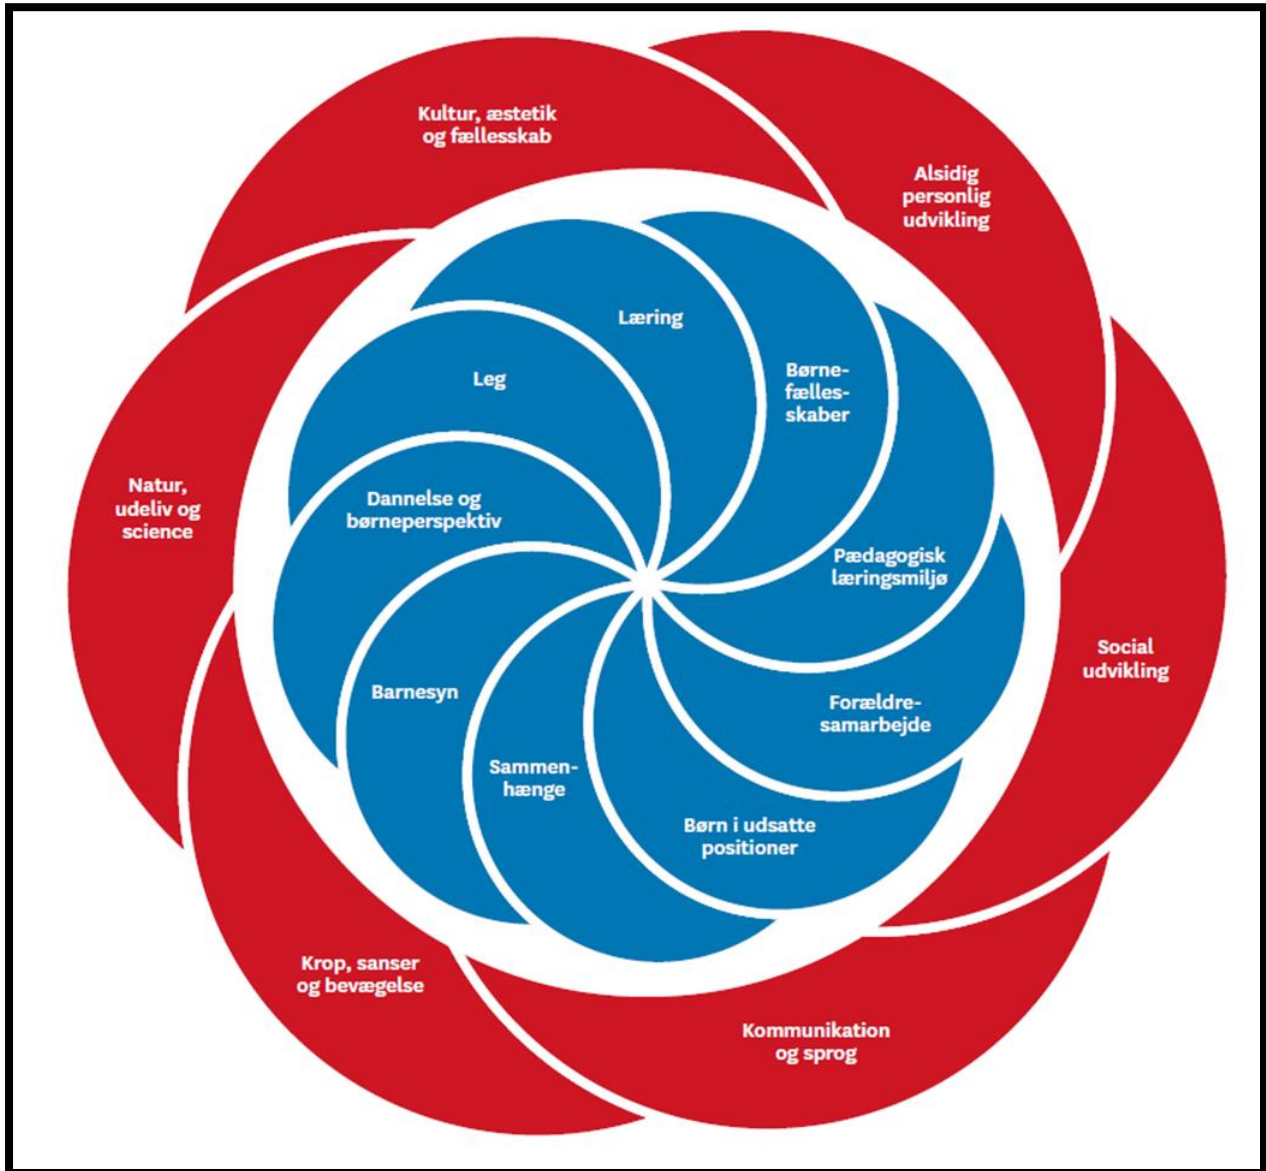 Kultur, æstetik
og fællesskab
Alsidig
personlig
udvikling
Læring
Børne-
fælles-
skaber
Leg
Dannelse og
børneperspektiv
Natur,
udeliv og
science
Pædagogisk
læringsmiljø
Social
udvikling
Barnesyn
Forældre-
samarbejde
Sammen-
hænge
Børn i udsatte
positioner
Krop, sanser
og bevægelse
Kommunikation
og sprog